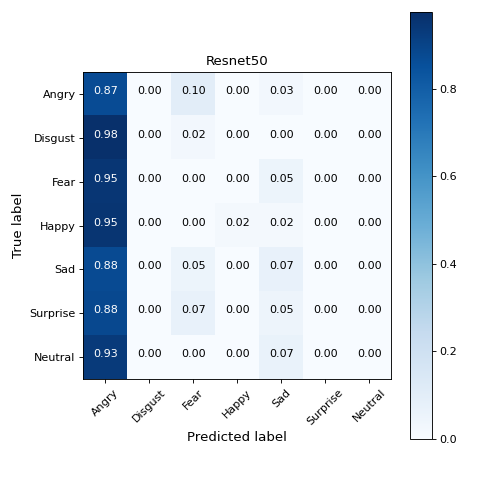 Resnet50
True label
Angry 0.87 0.00 0.10 0.00 0.03 0.00 0.00
Disgust 0.98 0.00 0.02 0.00 0.00 0.00 0.00
Fear 0.95 0.00 0.00 0.00 0.05 0.00 0.00
Happy 0.95 0.00 0.00 0.02 0.02 0.00 0.00
Sad 0.88 0.00 0.05 0.00 0.07 0.00 0.00
Surprise 0.88 0.00 0.07 0.00 0.05 0.00 0.00
Neutral 0.93 0.00 0.00 0.00 0.07 0.00 0.00
Angry Disgust Fear Happy Sad Surprise Neutral
Predicted label
0.8
0.6
0.4
0.2
0.0